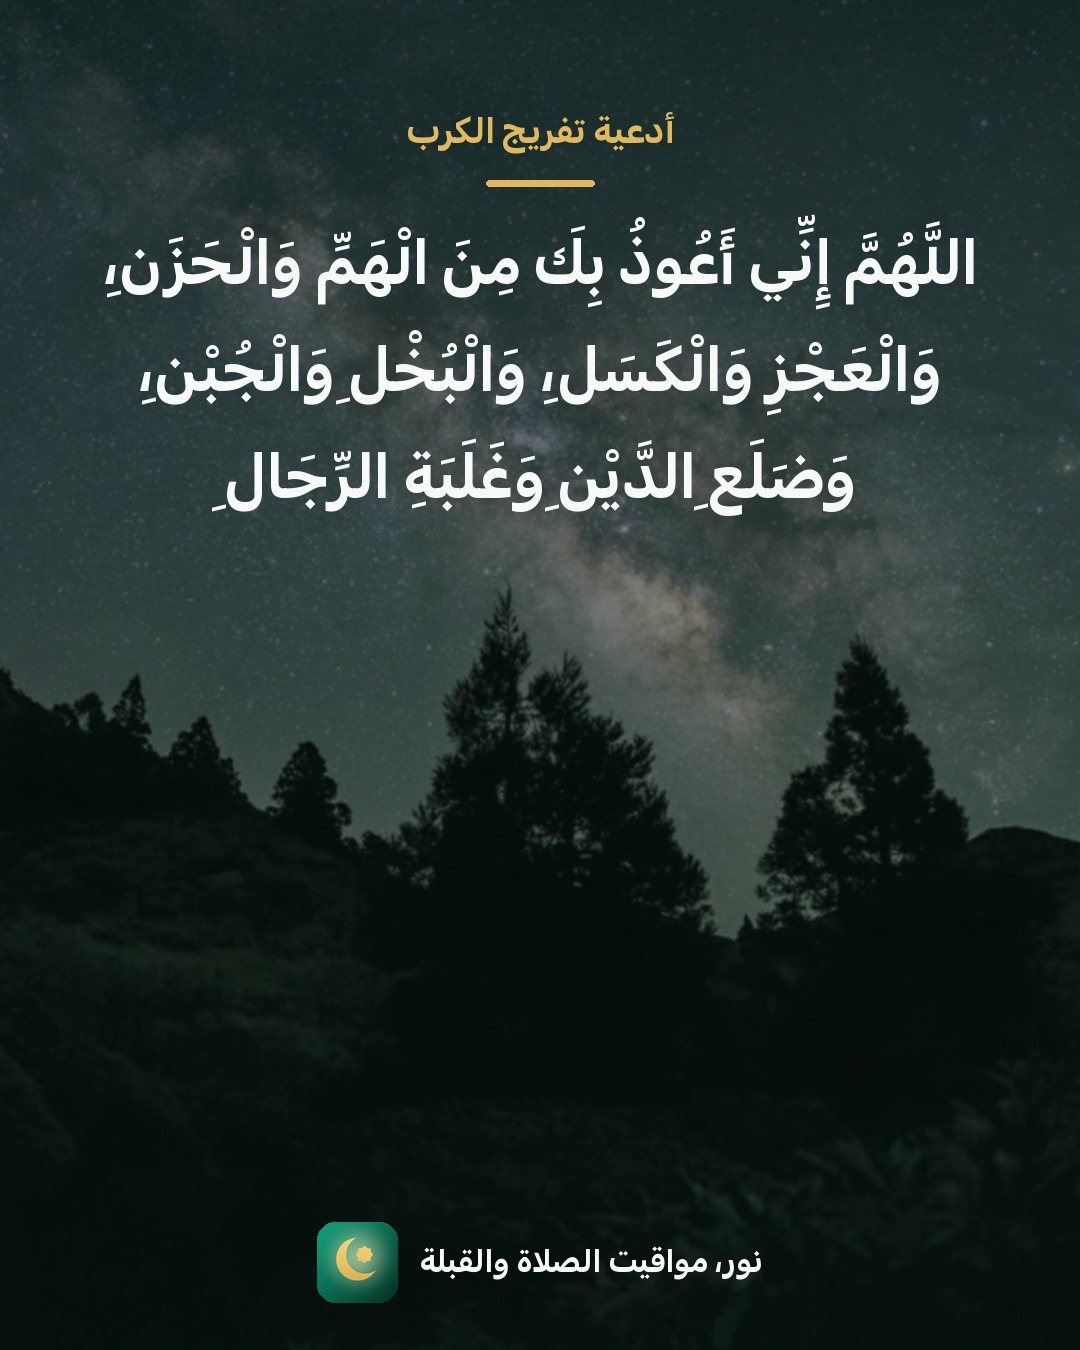 أدعية تفريج الكرب
اللَّهُمَّ إِنِّي أَعُوذُ بِكَ مِنَ الْهَمِّ وَالْحَزَنِ،
وَالْعَجْزِ وَالْكَسَلِ، وَالْبُخْلِ وَالْجُبْنِ،
وَضَلَعِ الدَّيْنِ وَغَلَبَةِ الرِّجَالِ
نور، مواقيت الصلاة والقبلة